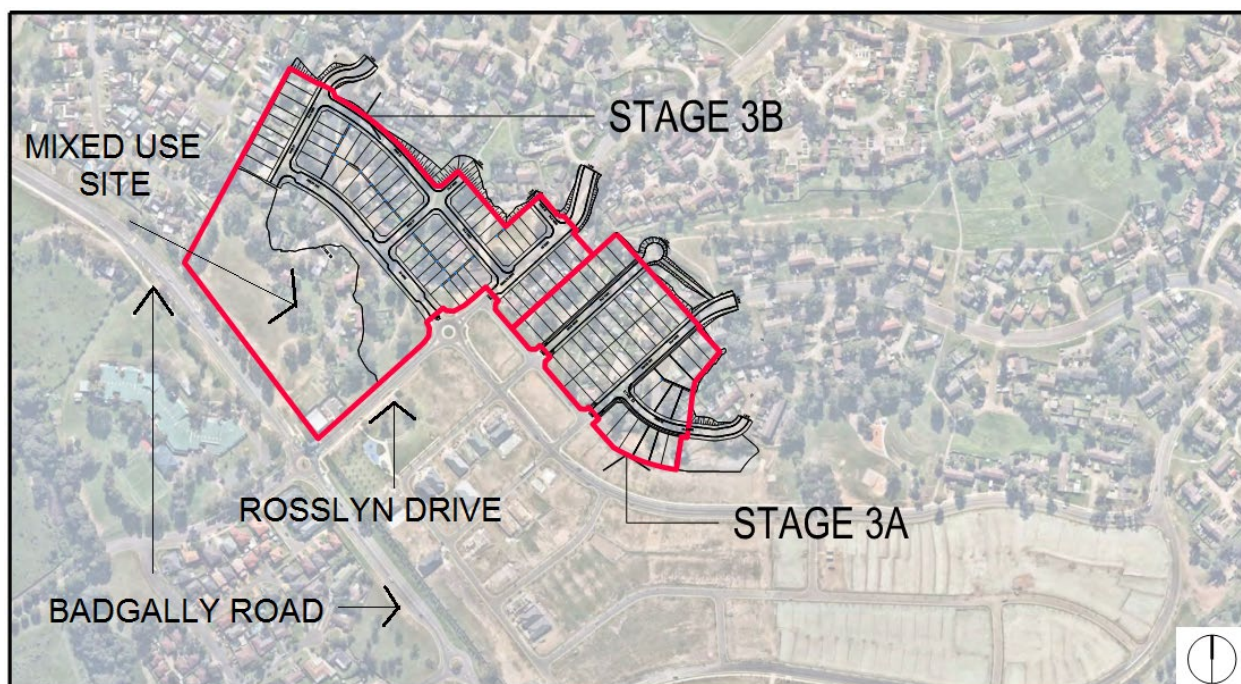 STAGE 3B
MIXED USE
SITE
ROSSLYN DRIVE
STAGE 3A
BADGALLY ROAD